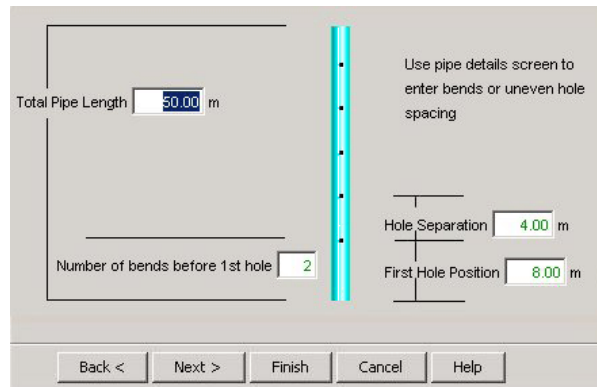 Total Pipe Length 50.00 m
Use pipe details screen to
enter bends or uneven hole
spacing
Hole Separation 4.00 m
Number of bends before 1st hole 2
First Hole Position 8.00 m
Back < Next > Finish Cancel Help